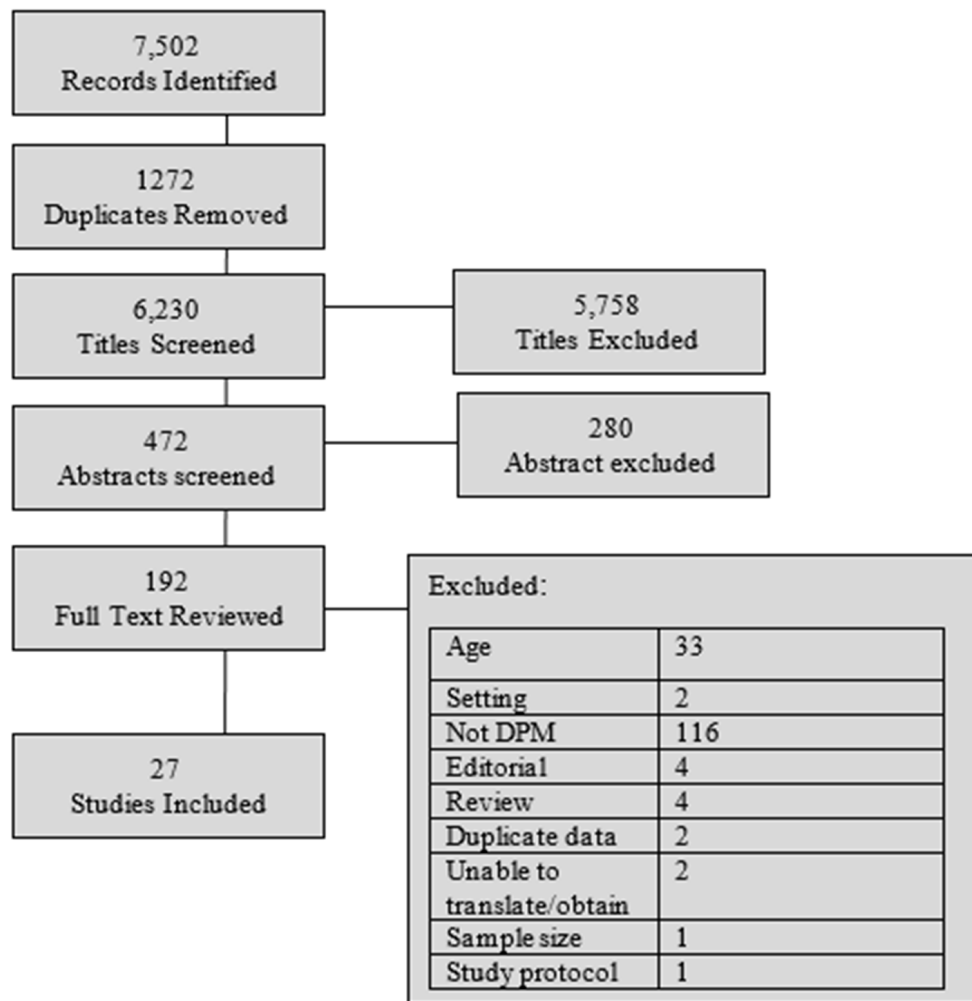 7,502
Records Identified
1272
Duplicates Removed
6,230
Titles Screened
5,758
Titles Excluded
472
Abstracts screened
280
Abstract excluded
192
Full Text Reviewed
Excluded:
Age 33
Setting 2
Not DPM 116
Editorial 4
Review 4
Duplicate data 2
Unable to 2
translate/obtain
Sample size 1
Study protocol 1
27
Studies Included